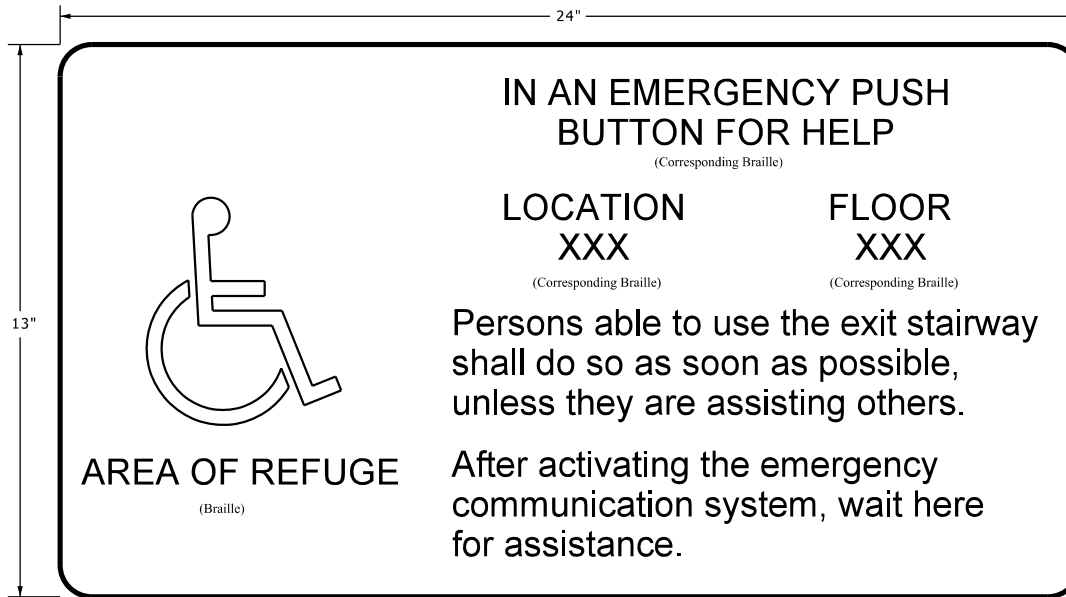 24"
13"
IN AN EMERGENCY PUSH
BUTTON FOR HELP
(Corresponding Braille)
LOCATION
XXX
(Corresponding Braille)
FLOOR
XXX
(Corresponding Braille)
Persons able to use the exit stairway
shall do so as soon as possible,
unless they are assisting others.
After activating the emergency
communication system, wait here
for assistance.
AREA OF REFUGE
(Braille)